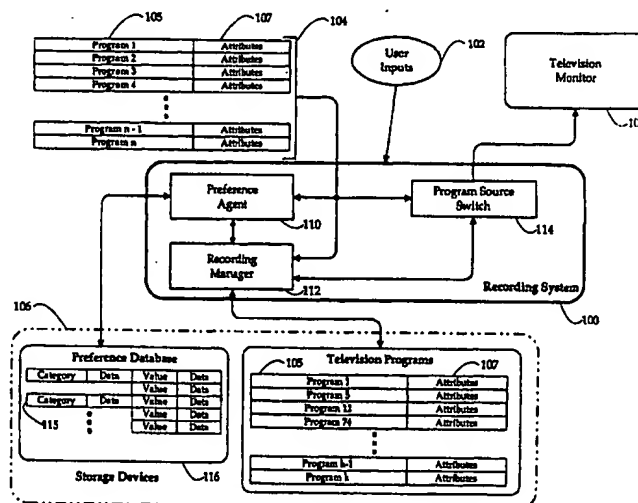 105 107 104
Program 1 Attributes
Program 2 Attributes
Program 3 Attributes
Program 4 Attributes
Program n - 1 Attributes
Program n Attributes
User Inputs
102
Television Monitor
10
Preference Agent
110
Program Source Switch
114
Recording Manager
112
Recording System
103
106
Preference Database
Category Data Value Data
Value Data
Category Data Value Data
Value Data
Value Data
115
Storage Devices
116
Television Programs
105 107
Program 1 Attributes
Program 5 Attributes
Program 12 Attributes
Program 74 Attributes
Program k-1 Attributes
Program k Attributes